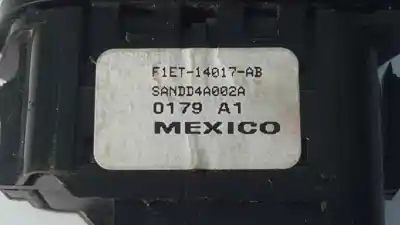 F1ET-14017-AB
SANDD4A002A
0179 A1
MEXICO